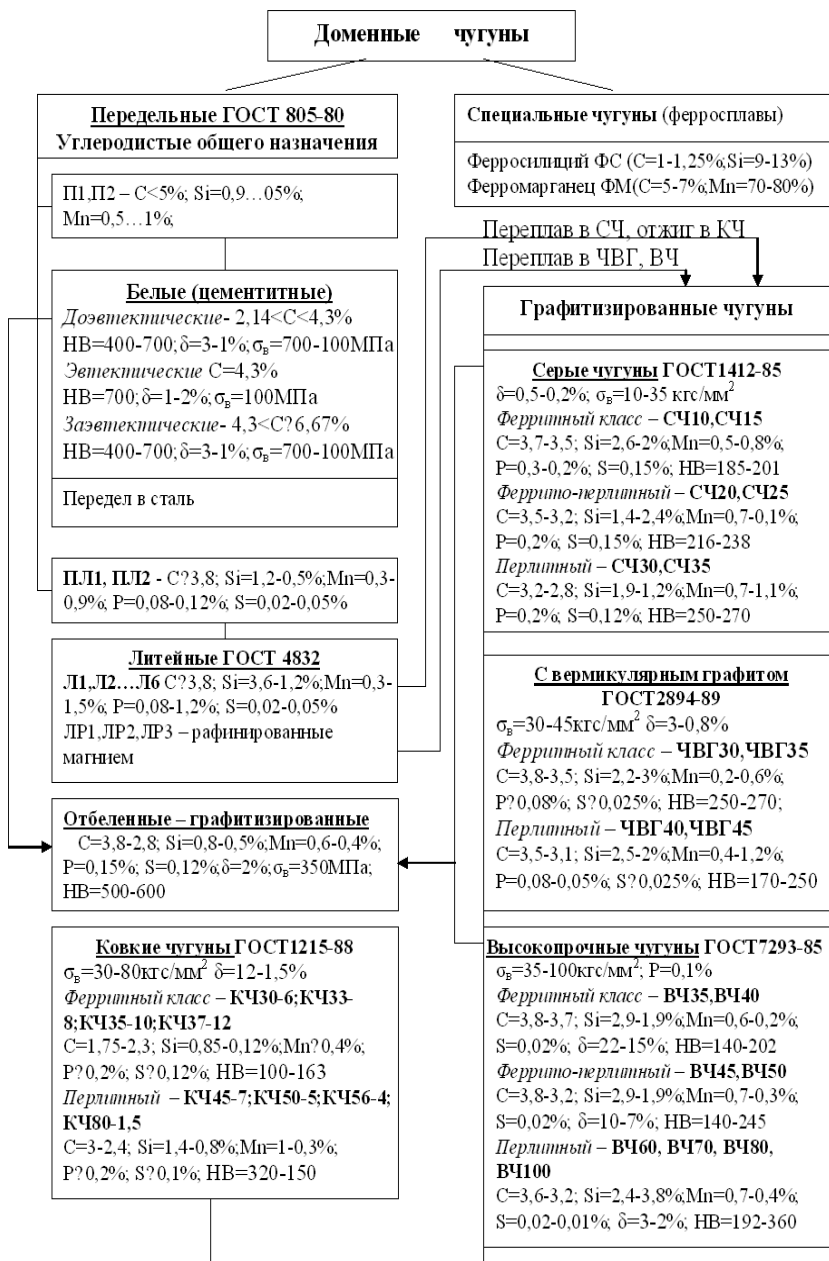 Доменные чугуны
Передельные ГОСТ 805-80
Углеродистые общего назначения
П1,П2 – С<5%; Si=0,9…05%;
Mn=0,5…1%;
Белые (цементитные)
Доэвтектические- 2,14<C<4,3%
НВ=400-700;δ=3-1%;σв=700-100МПа
Эвтектические С=4,3%
НВ=700;δ=1-2%;σв=100МПа
Заэвтектические- 4,3<C?6,67%
НВ=400-700;δ=3-1%;σв=700-100МПа
Передел в сталь
ПЛ1, ПЛ2 - С?3,8; Si=1,2-0,5%;Mn=0,3-
0,9%; P=0,08-0,12%; S=0,02-0,05%
Литейные ГОСТ 4832
Л1,Л2…Л6 С?3,8; Si=3,6-1,2%;Mn=0,3-
1,5%; P=0,08-1,2%; S=0,02-0,05%
ЛР1,ЛР2,ЛР3 – рафинированные
магнием
Отбеленные – графитизированные
С=3,8-2,8; Si=0,8-0,5%;Mn=0,6-0,4%;
P=0,15%; S=0,12%;δ=2%;σв=350МПа;
НВ=500-600
Ковкие чугуны ГОСТ1215-88
σв=30-80кгс/мм² δ=12-1,5%
Ферритный класс – КЧ30-6;КЧ33-
8;КЧ35-10;КЧ37-12
С=1,75-2,3; Si=0,85-0,12%;Mn?0,4%;
P?0,2%; S?0,12%; НВ=100-163
Перлитный – КЧ45-7;КЧ50-5;КЧ56-4;
КЧ80-1,5
С=3-2,4; Si=1,4-0,8%;Mn=1-0,3%;
P?0,2%; S?0,1%; НВ=320-150
Специальные чугуны (ферросплавы)
Ферросилиций ФС (С=1-1,25%;Si=9-13%)
Ферромарганец ФМ(С=5-7%;Mn=70-80%)
Переплав в СЧ, отжиг в КЧ
Переплав в ЧВГ, ВЧ
Графитизированные чугуны
Серые чугуны ГОСТ1412-85
δ=0,5-0,2%; σв=10-35 кгс/мм²
Ферритный класс – СЧ10,СЧ15
С=3,7-3,5; Si=2,6-2%;Mn=0,5-0,8%;
P=0,3-0,2%; S=0,15%; НВ=185-201
Феррито-перлитный – СЧ20,СЧ25
С=3,5-3,2; Si=1,4-2,4%;Mn=0,7-0,1%;
P=0,2%; S=0,15%; НВ=216-238
Перлитный – СЧ30,СЧ35
С=3,2-2,8; Si=1,9-1,2%;Mn=0,7-1,1%;
P=0,2%; S=0,12%; НВ=250-270
С вермикулярным графитом
ГОСТ2894-89
σв=30-45кгс/мм² δ=3-0,8%
Ферритный класс – ЧВГ30,ЧВГ35
С=3,8-3,5; Si=2,2-3%;Mn=0,2-0,6%;
P?0,08%; S?0,025%; НВ=250-270;
Перлитный – ЧВГ40,ЧВГ45
С=3,5-3,1; Si=2,5-2%;Mn=0,4-1,2%;
P=0,08-0,05%; S?0,025%; НВ=170-250
Высокопрочные чугуны ГОСТ7293-85
σв=35-100кгс/мм²; P=0,1%
Ферритный класс – ВЧ35,ВЧ40
С=3,8-3,7; Si=2,9-1,9%;Mn=0,6-0,2%;
S=0,02%; δ=22-15%; НВ=140-202
Феррито-перлитный – ВЧ45,ВЧ50
С=3,8-3,2; Si=2,9-1,9%;Mn=0,7-0,3%;
S=0,02%; δ=10-7%; НВ=140-245
Перлитный – ВЧ60, ВЧ70, ВЧ80,
ВЧ100
С=3,6-3,2; Si=2,4-3,8%;Mn=0,7-0,4%;
S=0,02-0,01%; δ=3-2%; НВ=192-360